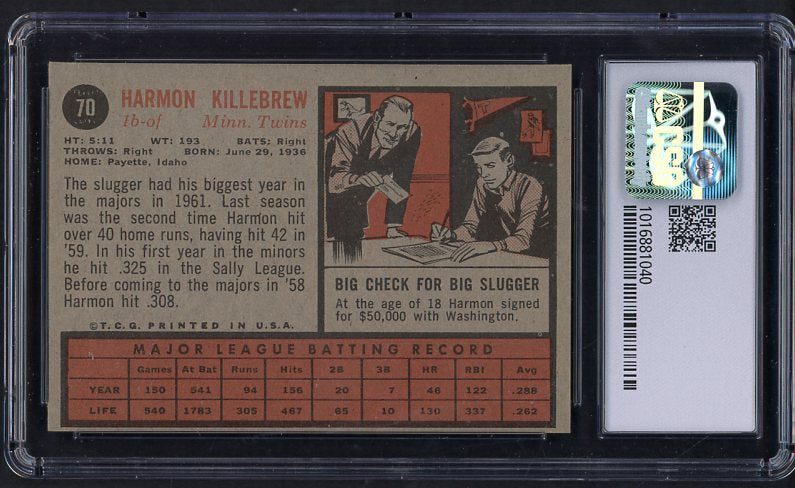 70
HARMON KILLEBREW
1b-of Minn. Twins
HT: 5:11 WT: 193 BATS: Right
THROWS: Right BORN: June 29, 1936
HOME: Payette, Idaho
The slugger had his biggest year in
the majors in 1961. Last season
was the second time Harmon hit
over 40 home runs, having hit 42 in
'59. In his first year in the minors
he hit .325 in the Sally League.
Before coming to the majors in '58
Harmon hit .308.
©T.C.G. PRINTED IN U.S.A.
BIG CHECK FOR BIG SLUGGER
At the age of 18 Harmon signed
for $50,000 with Washington.
MAJOR LEAGUE BATTING RECORD
Games At Bat Runs Hits 2B 3B HR RBI Avg
YEAR 150 541 94 156 20 7 46 122 .288
LIFE 540 1783 305 467 65 10 130 337 .262
1016881040